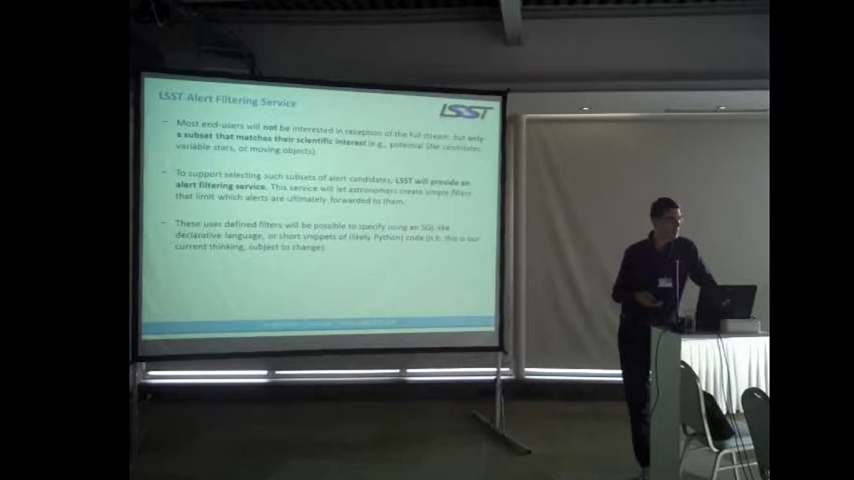 LSST Alert Filtering Service
LSST
– Most end-users will not be interested in reception of the full stream, but only
a subset that matches their scientific interest (e.g., potential SNe candidates,
variable stars, or moving objects).
– To support selecting such subsets of alert candidates, LSST will provide an
alert filtering service. This service will let astronomers create simple filters
that limit which alerts are ultimately forwarded to them.
– These user defined filters will be possible to specify using an SQL-like
declarative language, or short snippets of (likely Python) code (n.b. this is our
current thinking, subject to change).